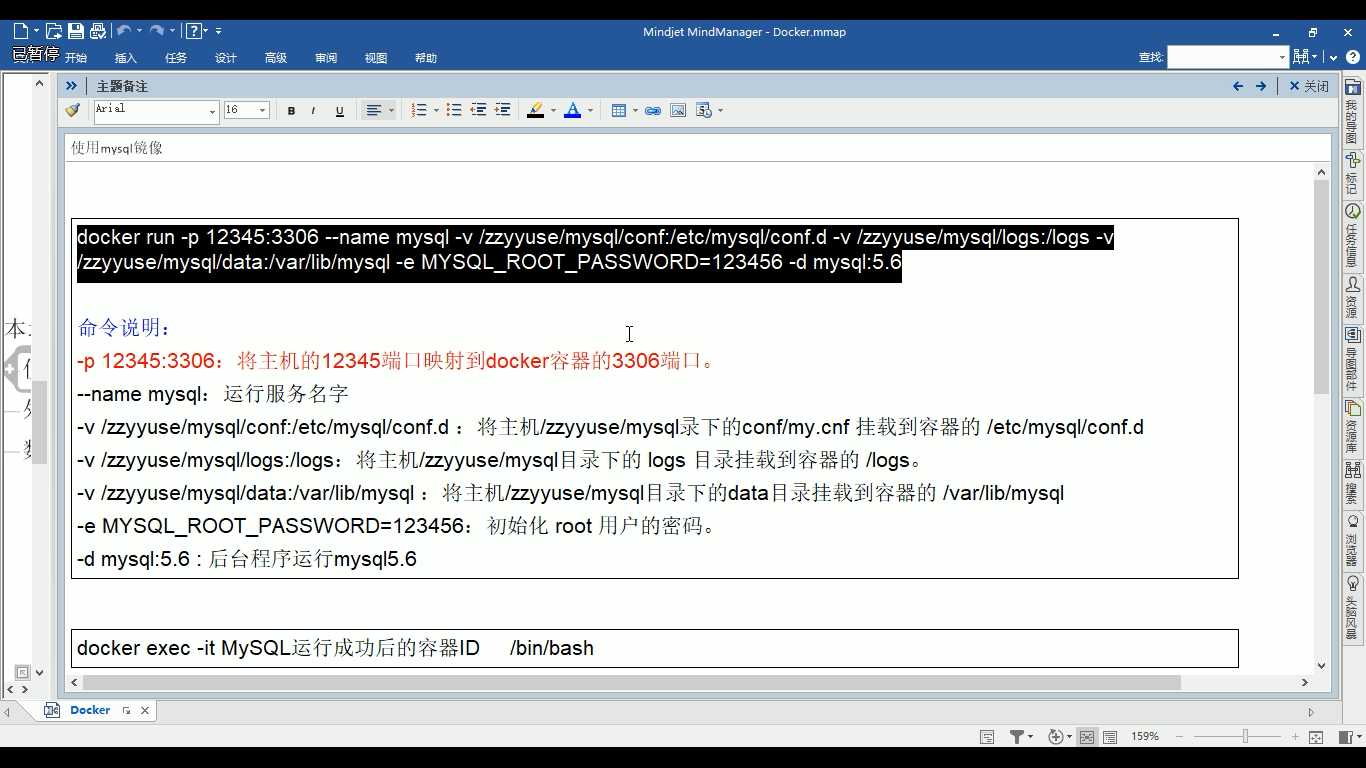 Mindjet MindManager - Docker.mmap
已暂停
开始 插入 任务 设计 高级 审阅 视图 帮助
查找:
主题备注
关闭
Arial 16 B I U A
使用mysql镜像
docker run -p 12345:3306 --name mysql -v /zzyyuse/mysql/conf:/etc/mysql/conf.d -v /zzyyuse/mysql/logs:/logs -v
/zzyyuse/mysql/data:/var/lib/mysql -e MYSQL_ROOT_PASSWORD=123456 -d mysql:5.6
命令说明:
-p 12345:3306：将主机的12345端口映射到docker容器的3306端口。
--name mysql：运行服务名字
-v /zzyyuse/mysql/conf:/etc/mysql/conf.d ：将主机/zzyyuse/mysql录下的conf/my.cnf 挂载到容器的 /etc/mysql/conf.d
-v /zzyyuse/mysql/logs:/logs：将主机/zzyyuse/mysql目录下的 logs 目录挂载到容器的 /logs。
-v /zzyyuse/mysql/data:/var/lib/mysql ：将主机/zzyyuse/mysql目录下的data目录挂载到容器的 /var/lib/mysql
-e MYSQL_ROOT_PASSWORD=123456：初始化 root 用户的密码。
-d mysql:5.6 : 后台程序运行mysql5.6
docker exec -it MySQL运行成功后的容器ID /bin/bash
本
我的导图
标记
任务信息
资源
导图部件
资源库
搜索
浏览器
头脑风暴
Docker
159%